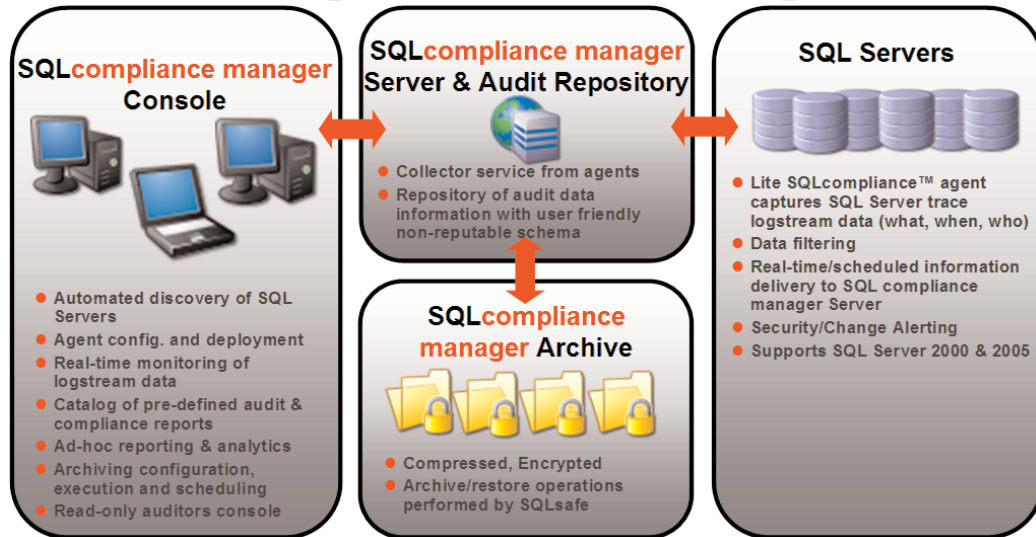 SQLcompliance manager
Console
Automated discovery of SQL
Servers
Agent config. and deployment
Real-time monitoring of
logstream data
Catalog of pre-defined audit &
compliance reports
Ad-hoc reporting & analytics
Archiving configuration,
execution and scheduling
Read-only auditors console
SQLcompliance manager
Server & Audit Repository
Collector service from agents
Repository of audit data
information with user friendly
non-reputable schema
SQLcompliance
manager Archive
Compressed, Encrypted
Archive/restore operations
performed by SQLsafe
SQL Servers
Lite SQLcompliance™ agent
captures SQL Server trace
logstream data (what, when, who)
Data filtering
Real-time/scheduled information
delivery to SQL compliance
manager Server
Security/Change Alerting
Supports SQL Server 2000 & 2005